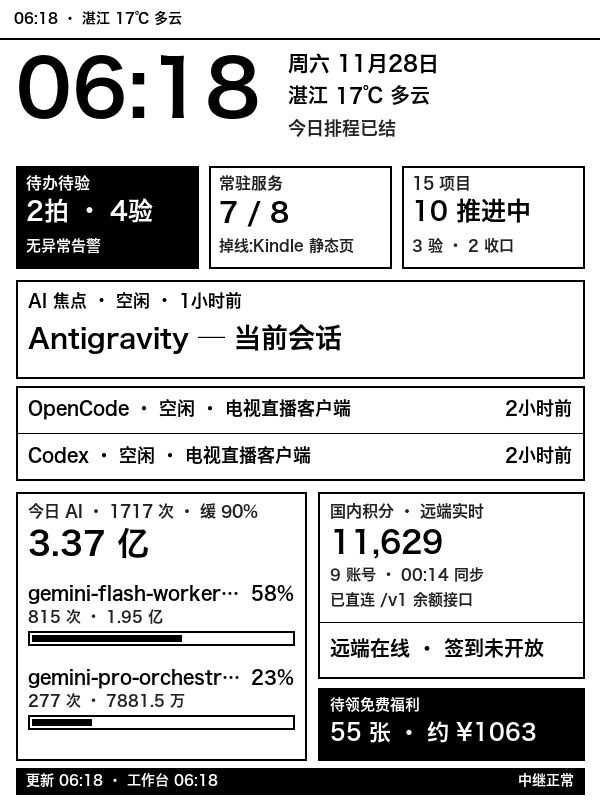 06:18 · 湛江 17℃ 多云
06:18
周六 11月28日
湛江 17℃ 多云
今日排程已结
待办待验
2拍 · 4验
无异常告警
常驻服务
7 / 8
掉线:Kindle 静态页
15 项目
10 推进中
3 验 · 2 收口
AI 焦点 · 空闲 · 1小时前
Antigravity — 当前会话
OpenCode · 空闲 · 电视直播客户端 2小时前
Codex · 空闲 · 电视直播客户端 2小时前
今日 AI · 1717 次 · 缓 90%
3.37 亿
gemini-flash-worker… 58%
815 次 · 1.95 亿
gemini-pro-orchestr… 23%
277 次 · 7881.5 万
国内积分 · 远端实时
11,629
9 账号 · 00:14 同步
已直连 /v1 余额接口
远端在线 · 签到未开放
待领免费福利
55 张 · 约 ¥1063
更新 06:18 · 工作台 06:18 中继正常